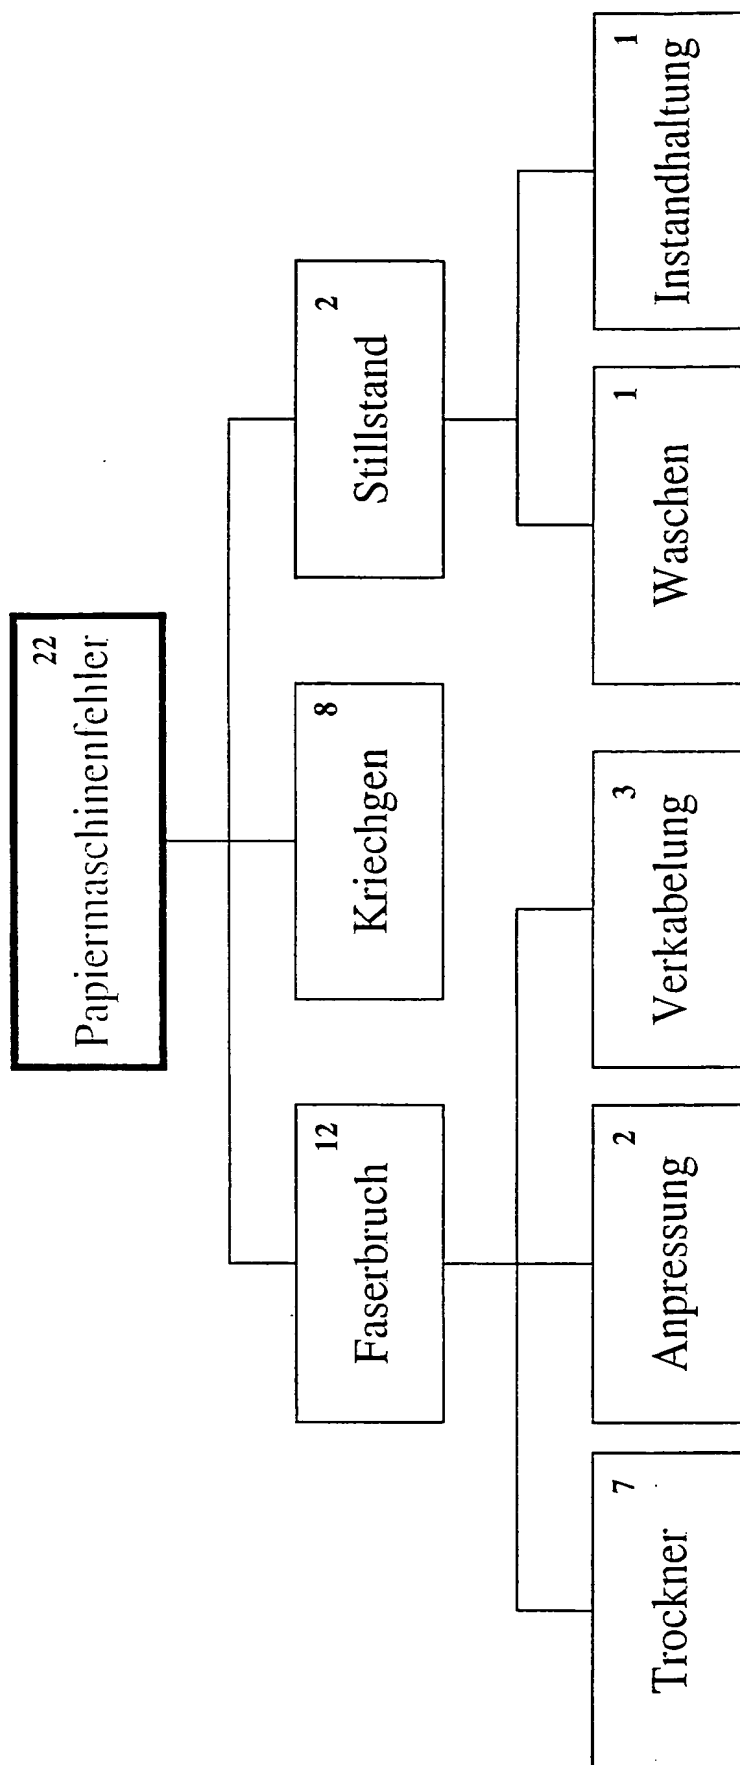 22
Papiermaschinenfehler
12
Faserbruch
8
Kriechgen
2
Stillstand
7
Trockner
2
Anpressung
3
Verkabelung
1
Waschen
1
Instandhaltung